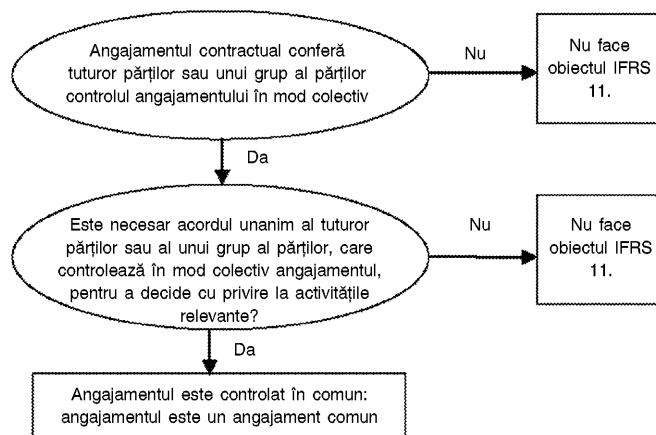 Angajamentul contractual conferă
tuturor părților sau unui grup al părților
controlul angajamentului în mod colectiv
Nu
Nu face
obiectul IFRS
11.
Da
Este necesar acordul unanim al tuturor
părților sau al unui grup al părților, care
controlează în mod colectiv angajamentul,
pentru a decide cu privire la activitățile
relevante?
Nu
Nu face
obiectul IFRS
11.
Da
Angajamentul este controlat în comun:
angajamentul este un angajament comun